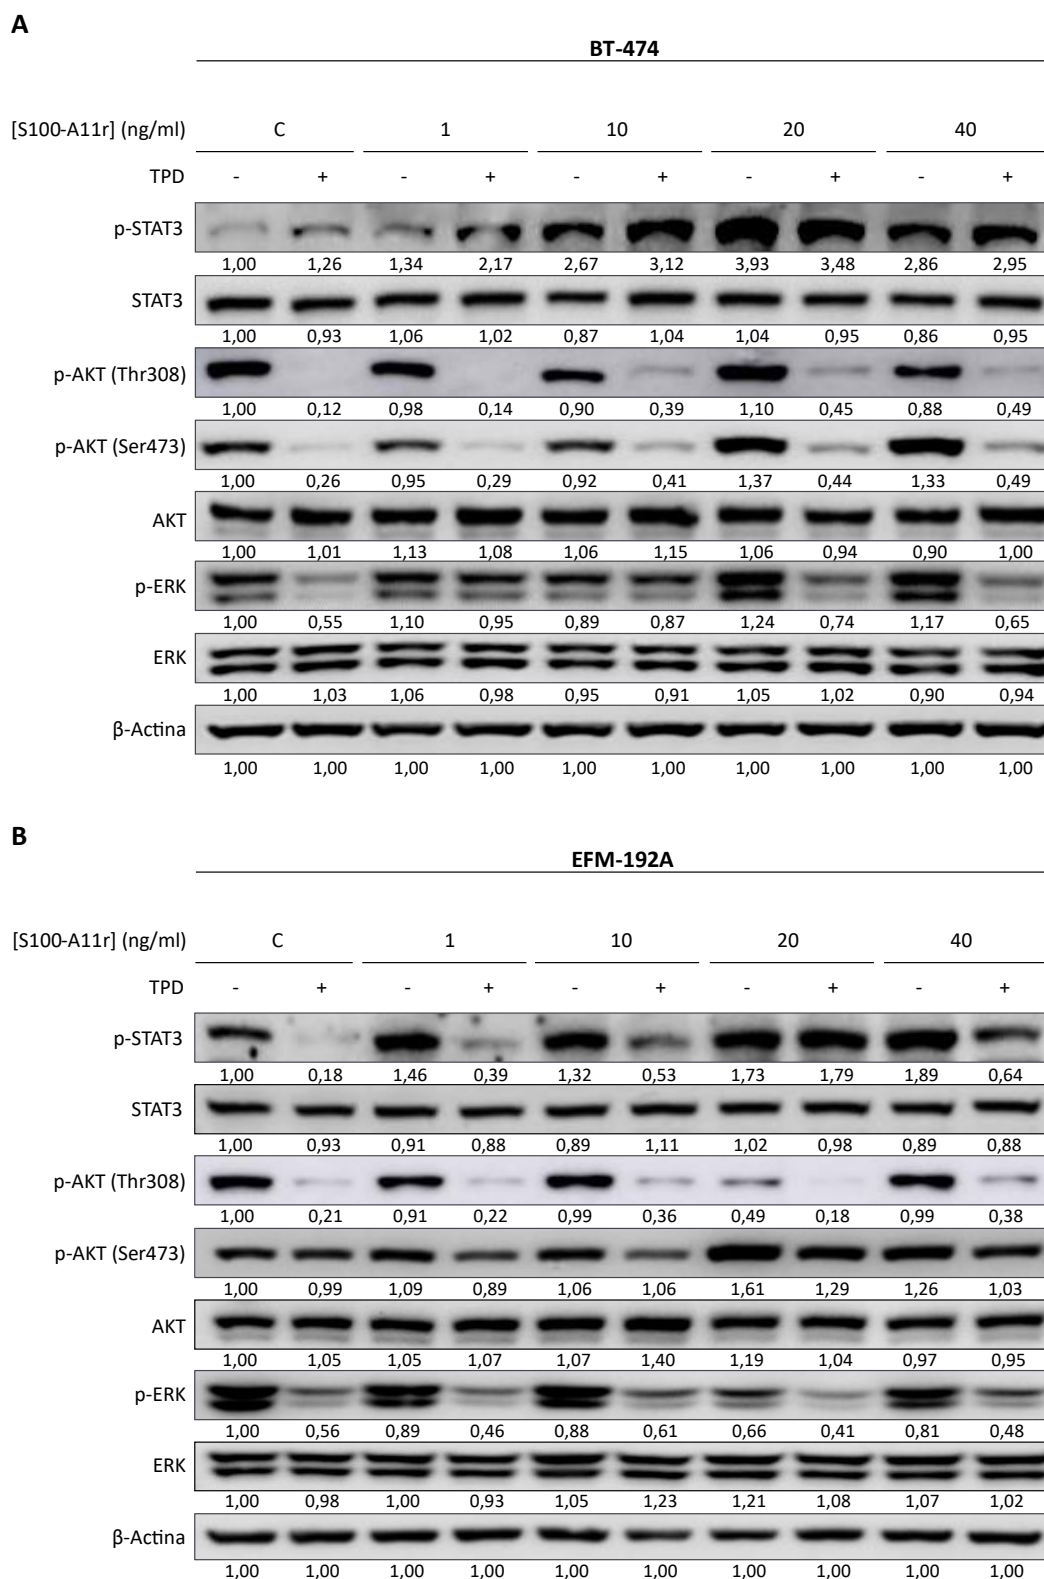 A
BT-474
[S100-A11r] (ng/ml) C 1 10 20 40
TPD - + - + - + - + - +
p-STAT3
1,00 1,26 1,34 2,17 2,67 3,12 3,93 3,48 2,86 2,95
STAT3
1,00 0,93 1,06 1,02 0,87 1,04 1,04 0,95 0,86 0,95
p-AKT (Thr308)
1,00 0,12 0,98 0,14 0,90 0,39 1,10 0,45 0,88 0,49
p-AKT (Ser473)
1,00 0,26 0,95 0,29 0,92 0,41 1,37 0,44 1,33 0,49
AKT
1,00 1,01 1,13 1,08 1,06 1,15 1,06 0,94 0,90 1,00
p-ERK
1,00 0,55 1,10 0,95 0,89 0,87 1,24 0,74 1,17 0,65
ERK
1,00 1,03 1,06 0,98 0,95 0,91 1,05 1,02 0,90 0,94
β-Actina
1,00 1,00 1,00 1,00 1,00 1,00 1,00 1,00 1,00 1,00
B
EFM-192A
[S100-A11r] (ng/ml) C 1 10 20 40
TPD - + - + - + - + - +
p-STAT3
1,00 0,18 1,46 0,39 1,32 0,53 1,73 1,79 1,89 0,64
STAT3
1,00 0,93 0,91 0,88 0,89 1,11 1,02 0,98 0,89 0,88
p-AKT (Thr308)
1,00 0,21 0,91 0,22 0,99 0,36 0,49 0,18 0,99 0,38
p-AKT (Ser473)
1,00 0,99 1,09 0,89 1,06 1,06 1,61 1,29 1,26 1,03
AKT
1,00 1,05 1,05 1,07 1,07 1,40 1,19 1,04 0,97 0,95
p-ERK
1,00 0,56 0,89 0,46 0,88 0,61 0,66 0,41 0,81 0,48
ERK
1,00 0,98 1,00 0,93 1,05 1,23 1,21 1,08 1,07 1,02
β-Actina
1,00 1,00 1,00 1,00 1,00 1,00 1,00 1,00 1,00 1,00